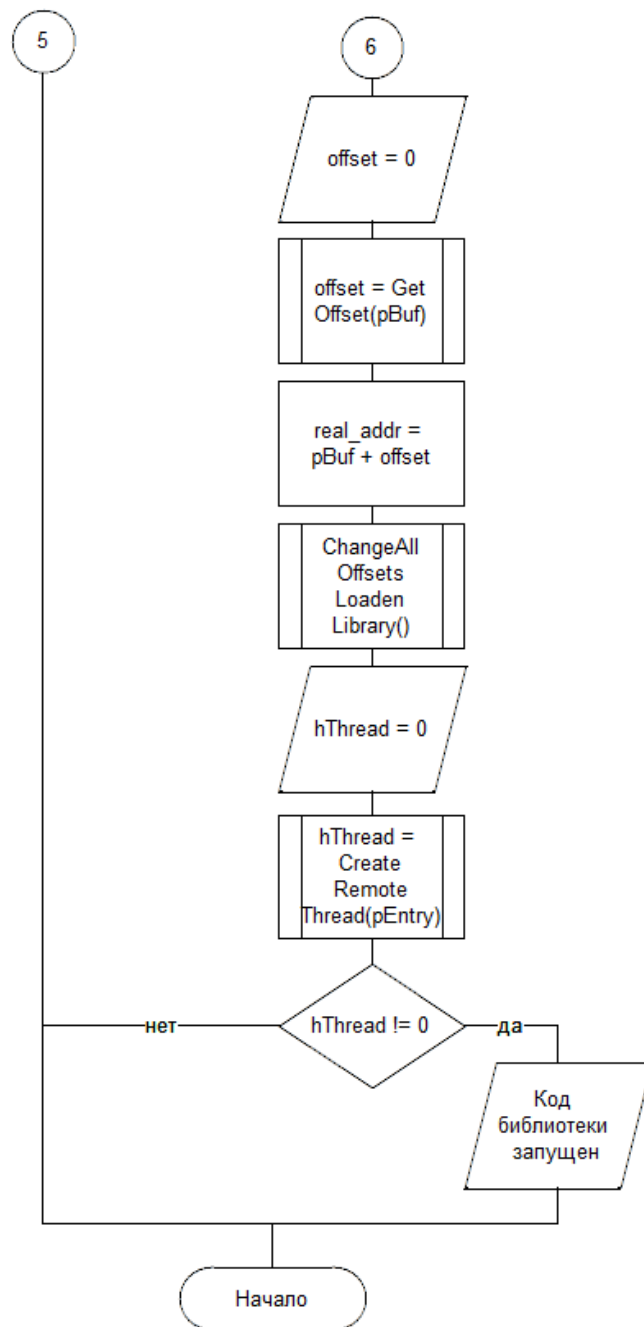 5
6
offset = 0
offset = Get
Offset(pBuf)
real_addr =
pBuf + offset
ChangeAll
Offsets
Loaden
Library()
hThread = 0
hThread =
Create
Remote
Thread(pEntry)
нет
hThread != 0
да
Код
библиотеки
запущен
Начало